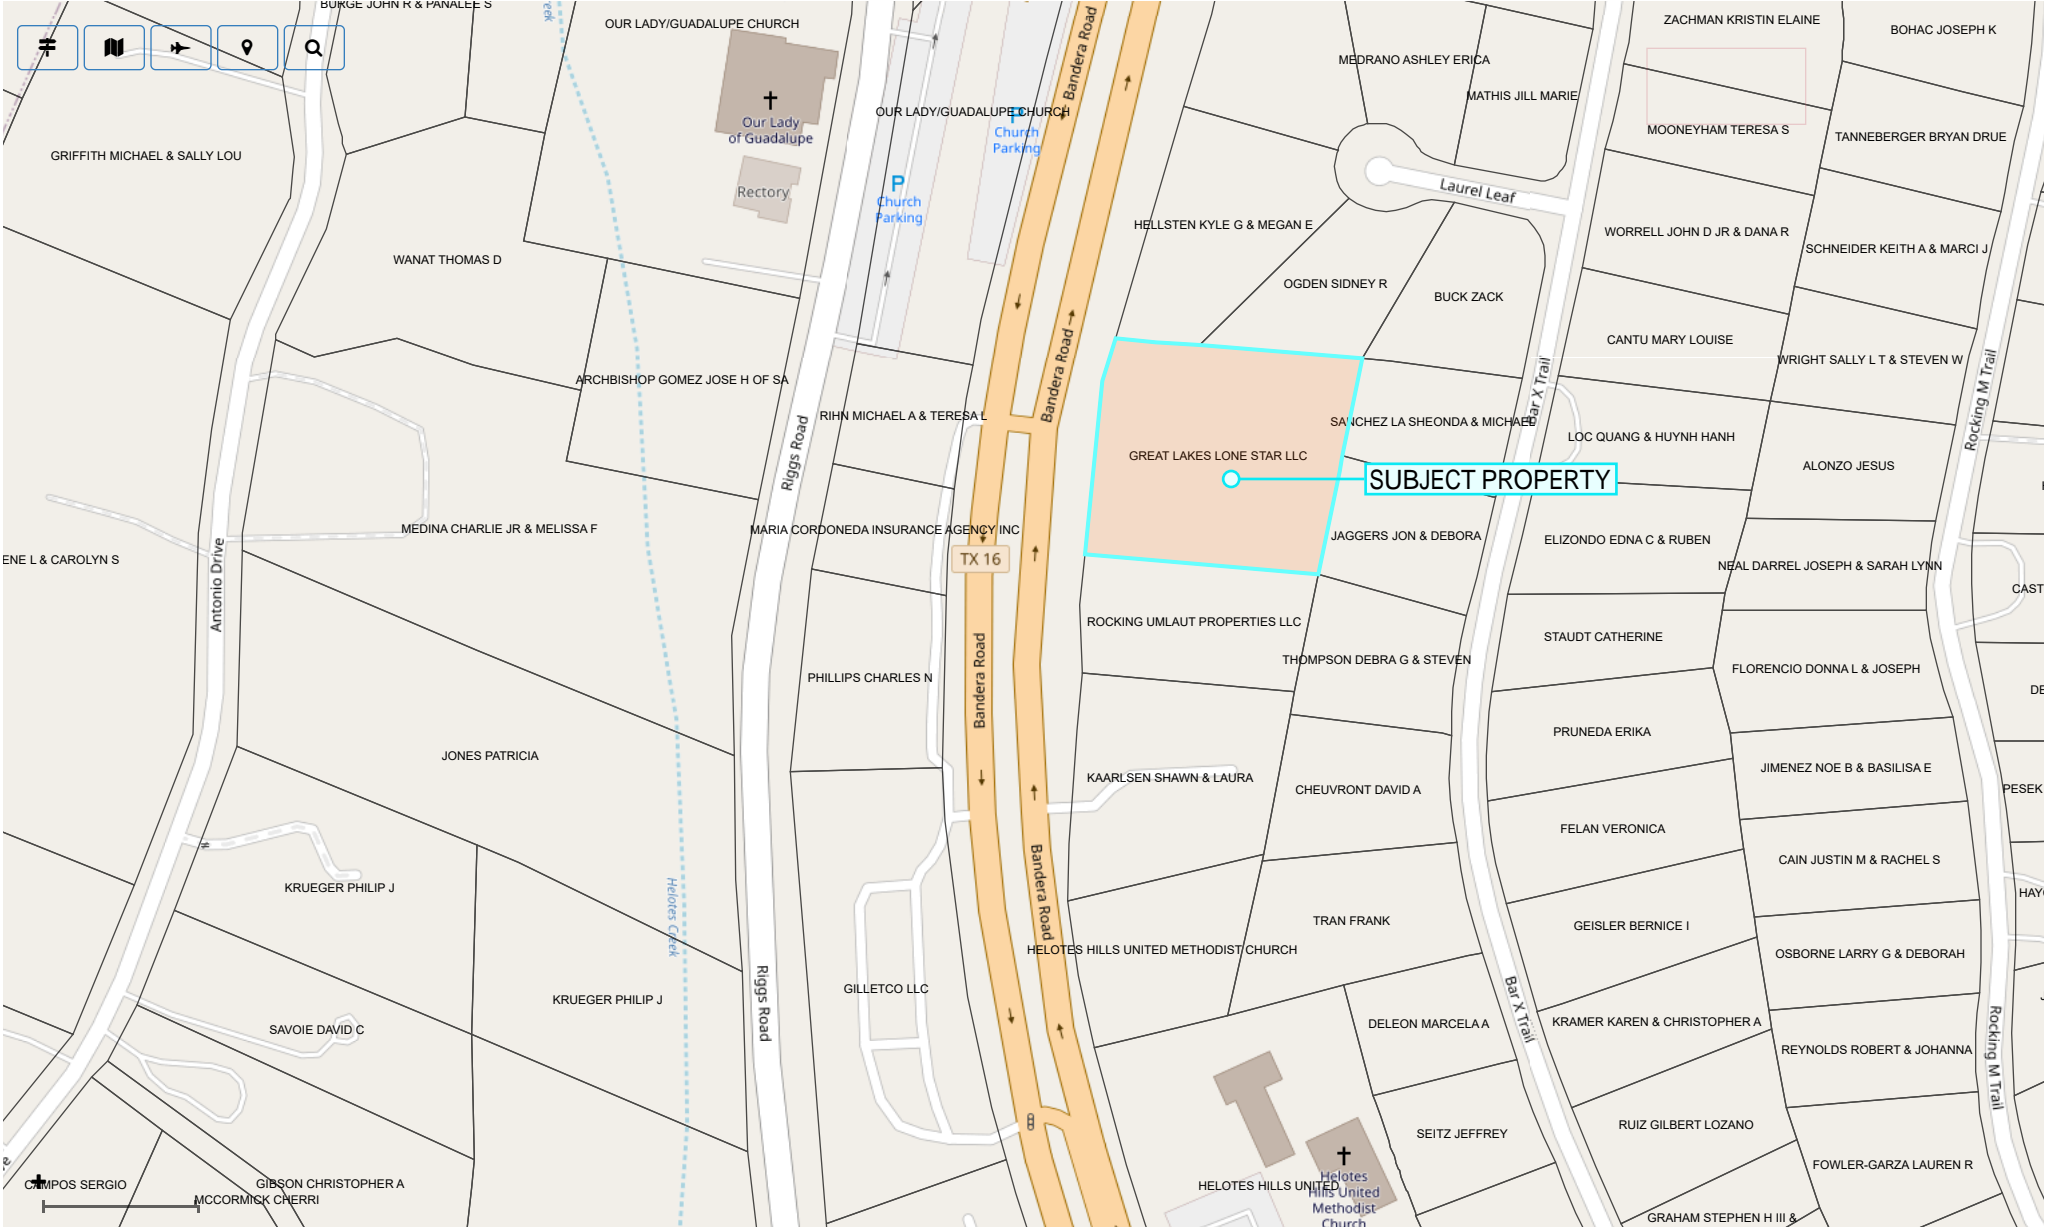 BURGE JOHN R & PANALEE S
Creek
OUR LADY/GUADALUPE CHURCH
Bandera Road
ZACHMAN KRISTIN ELAINE
BOHAC JOSEPH K
MEDRANO ASHLEY ERICA
MATHIS JILL MARIE
Our Lady
of Guadalupe
OUR LADY/GUADALUPE CHURCH
P
Church
Parking
MOONEYHAM TERESA S
TANNEBERGER BRYAN DRUE
GRIFFITH MICHAEL & SALLY LOU
Rectory
P
Church
Parking
Laurel Leaf
HELLSTEN KYLE G & MEGAN E
WORRELL JOHN D JR & DANA R
SCHNEIDER KEITH A & MARCI J
WANAT THOMAS D
OGDEN SIDNEY R
BUCK ZACK
CANTU MARY LOUISE
WRIGHT SALLY L T & STEVEN W
ARCHBISHOP GOMEZ JOSE H OF SA
Bandera Road
Bar X Trail
Rocking M Trail
RIHN MICHAEL A & TERESA L
SANCHEZ LA SHEONDA & MICHAEL
LOC QUANG & HUYNH HANH
Riggs Road
GREAT LAKES LONE STAR LLC
ALONZO JESUS
SUBJECT PROPERTY
MEDINA CHARLIE JR & MELISSA F
MARIA CORDONEDA INSURANCE AGENCY INC
JAGGERS JON & DEBORA
ELIZONDO EDNA C & RUBEN
ENE L & CAROLYN S
TX 16
NEAL DARREL JOSEPH & SARAH LYNN
Antonio Drive
CAST
ROCKING UMLAUT PROPERTIES LLC
STAUDT CATHERINE
THOMPSON DEBRA G & STEVEN
FLORENCIO DONNA L & JOSEPH
PHILLIPS CHARLES N
Bandera Road
DE
PRUNEDA ERIKA
JONES PATRICIA
JIMENEZ NOE B & BASILISA E
KAARLSEN SHAWN & LAURA
CHEUVRONT DAVID A
PESEK
FELAN VERONICA
CAIN JUSTIN M & RACHEL S
KRUEGER PHILIP J
Helotes Creek
Bandera Road
HAY
TRAN FRANK
GEISLER BERNICE I
HELOTES HILLS UNITED METHODIST CHURCH
OSBORNE LARRY G & DEBORAH
GILLETCO LLC
KRUEGER PHILIP J
Riggs Road
Bar X Trail
SAVOIE DAVID C
DELEON MARCELA A
KRAMER KAREN & CHRISTOPHER A
REYNOLDS ROBERT & JOHANNA
Rocking M Trail
SEITZ JEFFREY
RUIZ GILBERT LOZANO
FOWLER-GARZA LAUREN R
CAMPOS SERGIO
GIBSON CHRISTOPHER A
MCCORMICK CHERRI
HELOTES HILLS UNITED
Helotes
Hills United
Methodist
Church
GRAHAM STEPHEN H III &